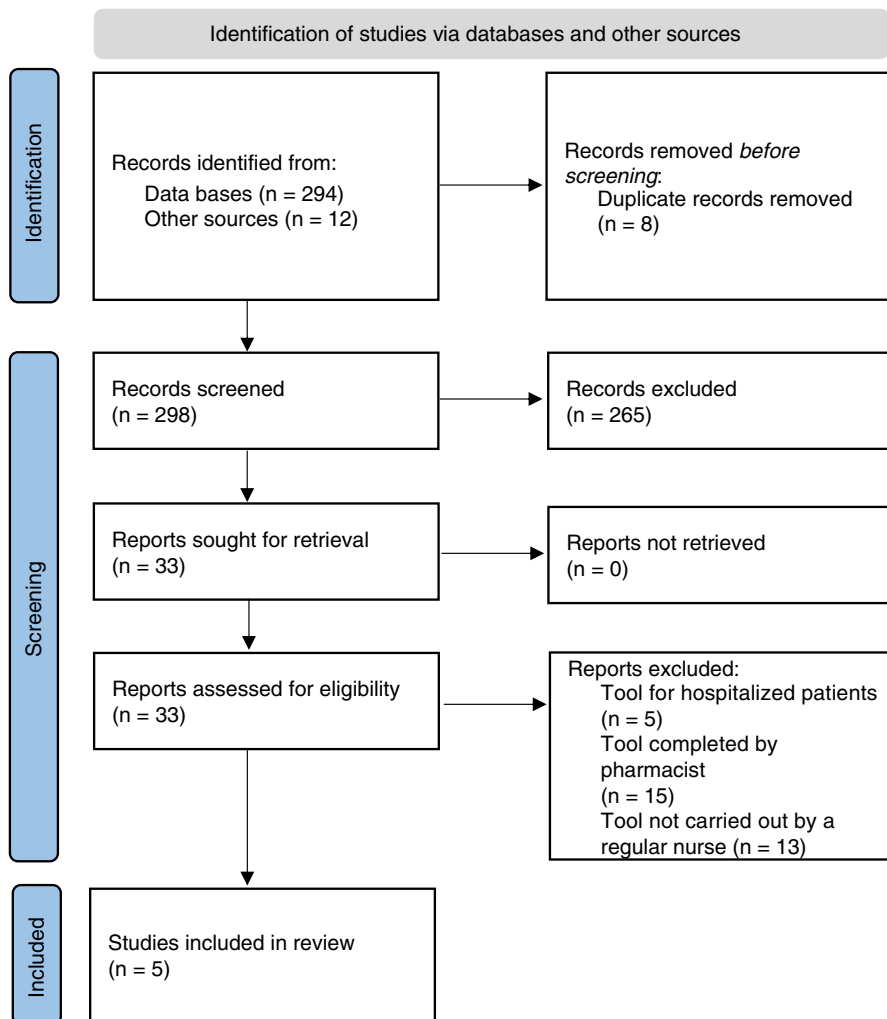 Identification of studies via databases and other sources
Identification
Records identified from:
Data bases (n = 294)
Other sources (n = 12)
Records removed before
screening:
Duplicate records removed
(n = 8)
Screening
Records screened
(n = 298)
Records excluded
(n = 265)
Reports sought for retrieval
(n = 33)
Reports not retrieved
(n = 0)
Reports assessed for eligibility
(n = 33)
Reports excluded:
Tool for hospitalized patients
(n = 5)
Tool completed by
pharmacist
(n = 15)
Tool not carried out by a
regular nurse (n = 13)
Included
Studies included in review
(n = 5)